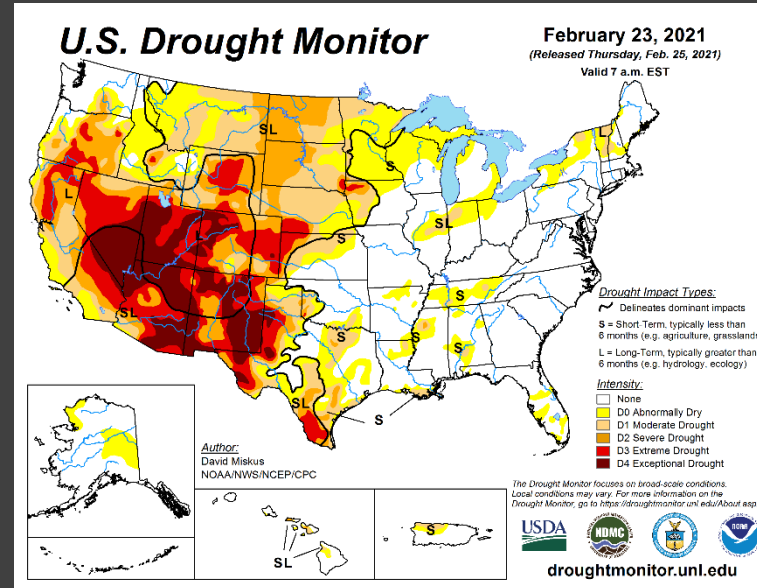 U.S. Drought Monitor
February 23, 2021
(Released Thursday, Feb. 25, 2021)
Valid 7 a.m. EST
SL
S
L
L
SL
S
L
SL
S
S
S
S
SL
SL
S
Drought Impact Types:
Delineates dominant impacts
S = Short-Term, typically less than
6 months (e.g. agriculture, grasslands
L = Long-Term, typically greater than
6 months (e.g. hydrology, ecology)
Intensity:
None
D0 Abnormally Dry
D1 Moderate Drought
D2 Severe Drought
D3 Extreme Drought
D4 Exceptional Drought
Author:
David Miskus
NOAA/NWS/NCEP/CPC
SL
S
The Drought Monitor focuses on broad-scale conditions.
Local conditions may vary. For more information on the
Drought Monitor, go to https://droughtmonitor.unl.edu/About.asp
USDA
NDMC
NOAA
droughtmonitor.unl.edu